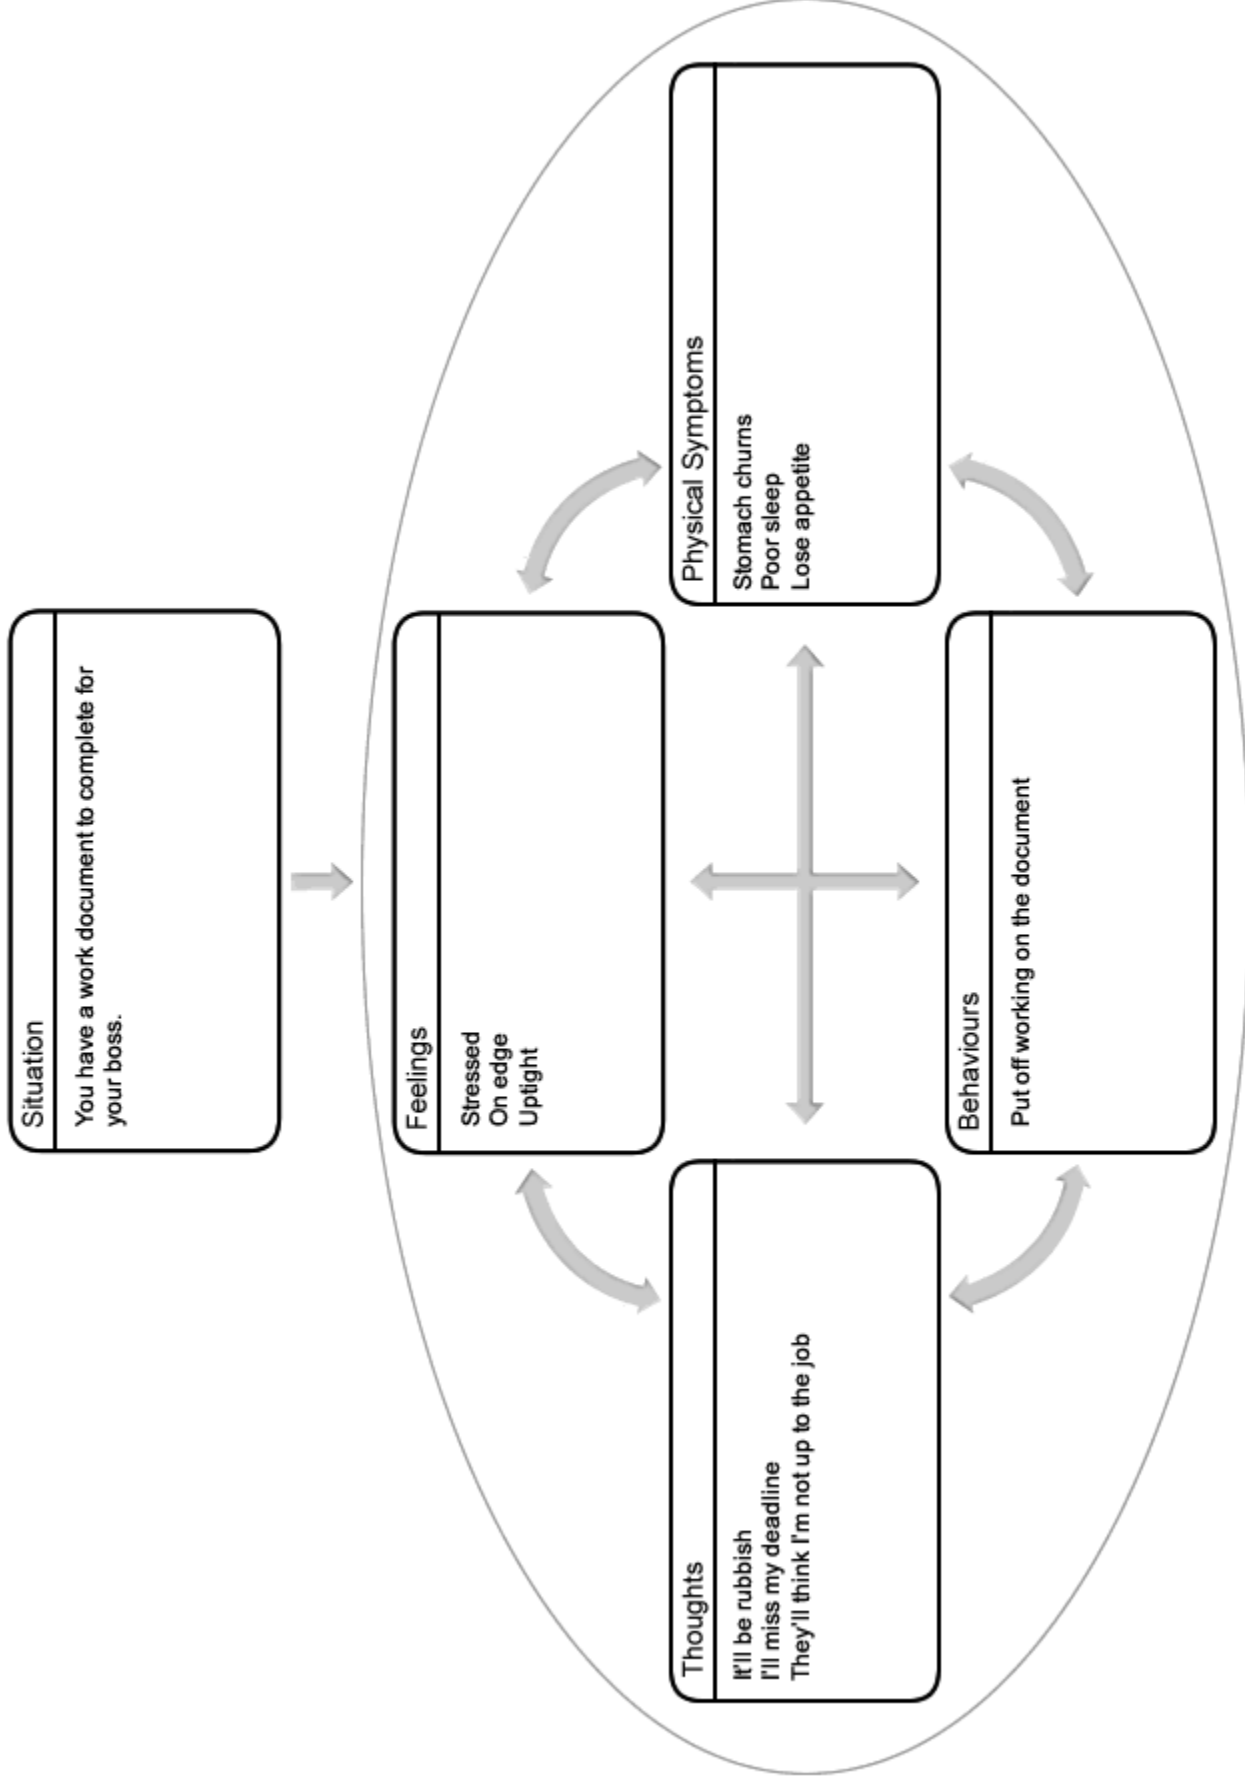 Situation
You have a work document to complete for
your boss.
Feelings
Stressed
On edge
Uptight
Thoughts
It'll be rubbish
I'll miss my deadline
They'll think I'm not up to the job
Physical Symptoms
Stomach churns
Poor sleep
Lose appetite
Behaviours
Put off working on the document